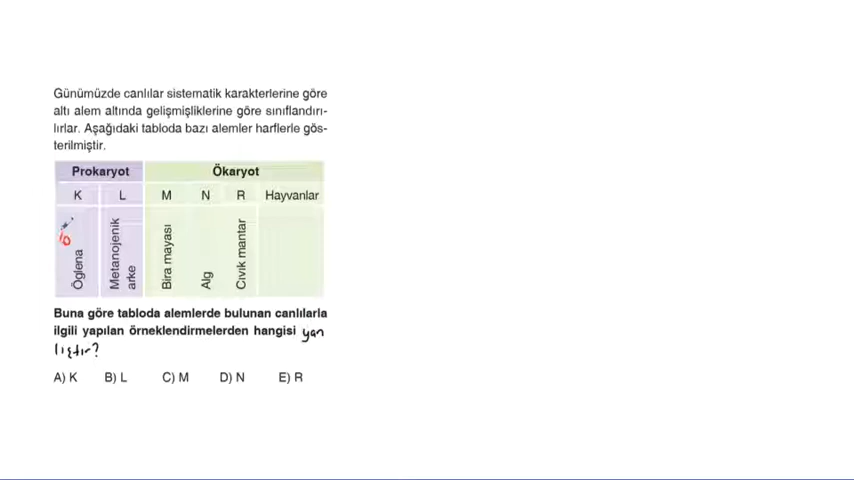 Günümüzde canlılar sistematik karakterlerine göre
altı alem altında gelişmişliklerine göre sınıflandırı-
lırlar. Aşağıdaki tabloda bazı alemler harflerle gös-
terilmiştir.
Prokaryot Ökaryot
K L M N R Hayvanlar
Öglena
Metanojenik
arke
Bira mayası
Alg
Cıvık mantar
Buna göre tabloda alemlerde bulunan canlılarla
ilgili yapılan örneklendirmelerden hangisi yan
lıştır?
A) K B) L C) M D) N E) R